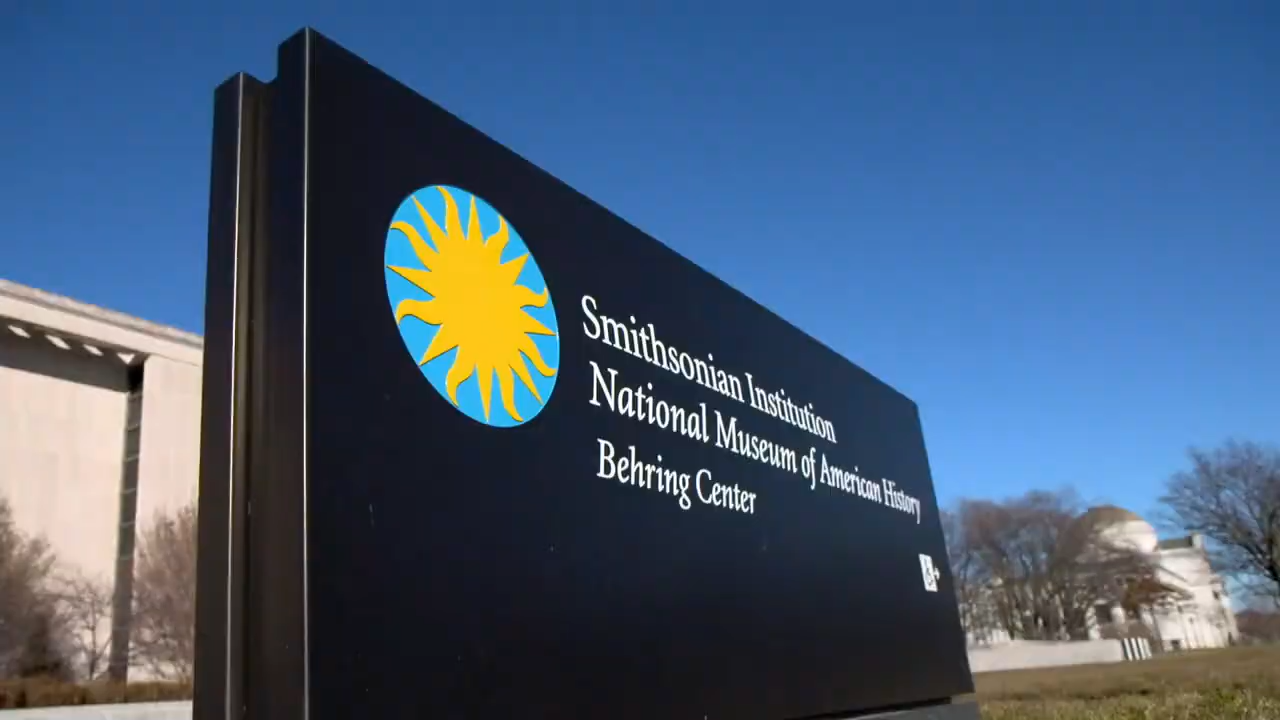 Smithsonian Institution
National Museum of American History
Behring Center